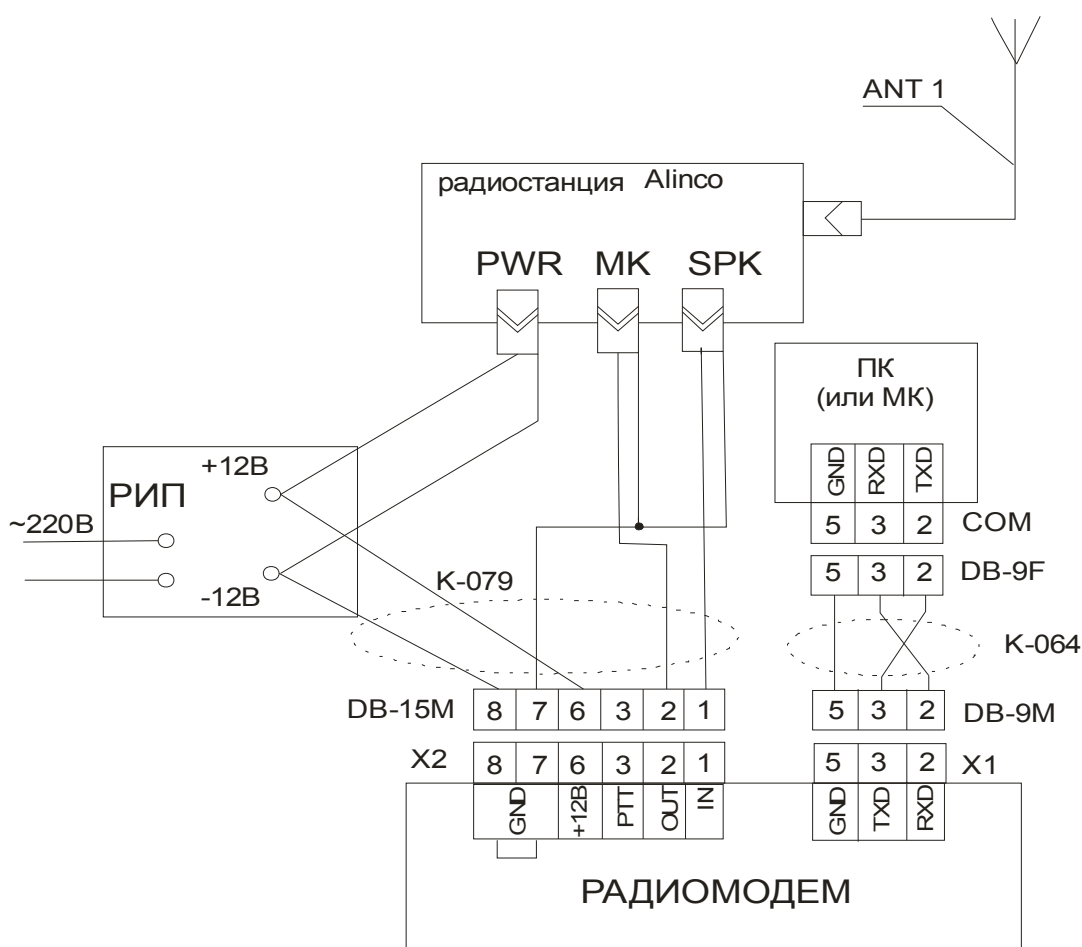 ANT 1
радиостанция Alinco
PWR МК SPK
ПК
(или МК)
GND RXD TXD
5 3 2 COM
5 3 2 DB-9F
+12В
РИП
~220В
-12В
К-079
К-064
DB-15M 8 7 6 3 2 1
5 3 2 DB-9M
X2 8 7 6 3 2 1
5 3 2 X1
GND +12В PTT OUT IN
GND TXD RXD
РАДИОМОДЕМ